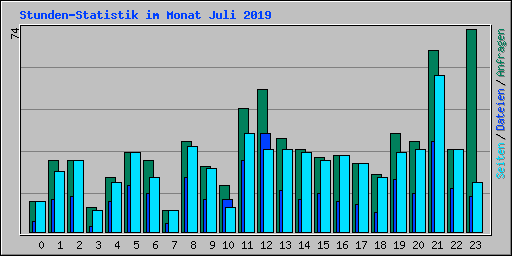 Stunden-Statistik im Monat Juli 2019
74
Seiten / Dateien / Anfragen
0 1 2 3 4 5 6 7 8 9 10 11 12 13 14 15 16 17 18 19 20 21 22 23